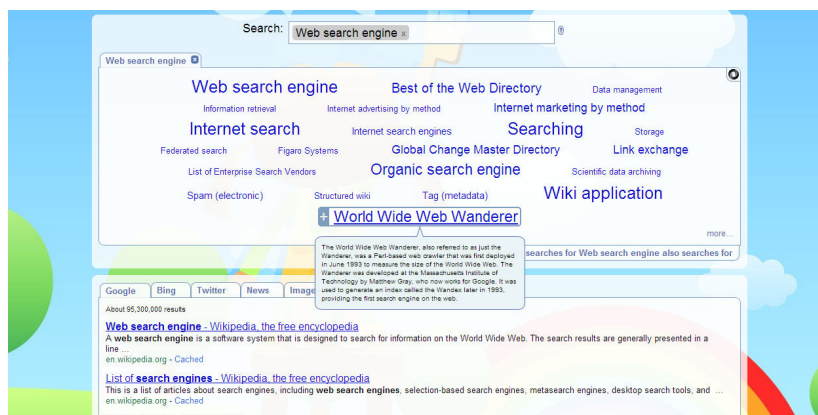 Search: Web search engine x
Web search engine
Web search engine Best of the Web Directory Data management
Information retrieval Internet advertising by method Internet marketing by method
Internet search Internet search engines Searching Storage
Federated search Figaro Systems Global Change Master Directory Link exchange
List of Enterprise Search Vendors Organic search engine Scientific data archiving
Spam (electronic) Structured wiki Tag (metadata) Wiki application
+ World Wide Web Wanderer
more...
The World Wide Web Wanderer, also referred to as just the
Wanderer, was a Perl-based web crawler that was first deployed
in June 1993 to measure the size of the World Wide Web. The
Wanderer was developed at the Massachusetts Institute of
Technology by Matthew Gray, who now works for Google. It was
used to generate an index called the Wandex later in 1993,
providing the first search engine on the web.
searches for Web search engine also searches for
Google Bing Twitter News Image
About 95,300,000 results
Web search engine - Wikipedia, the free encyclopedia
A web search engine is a software system that is designed to search for information on the World Wide Web. The search results are generally presented in a
line ...
en.wikipedia.org - Cached
List of search engines - Wikipedia, the free encyclopedia
This is a list of articles about search engines, including web search engines, selection-based search engines, metasearch engines, desktop search tools, and ...
en.wikipedia.org - Cached